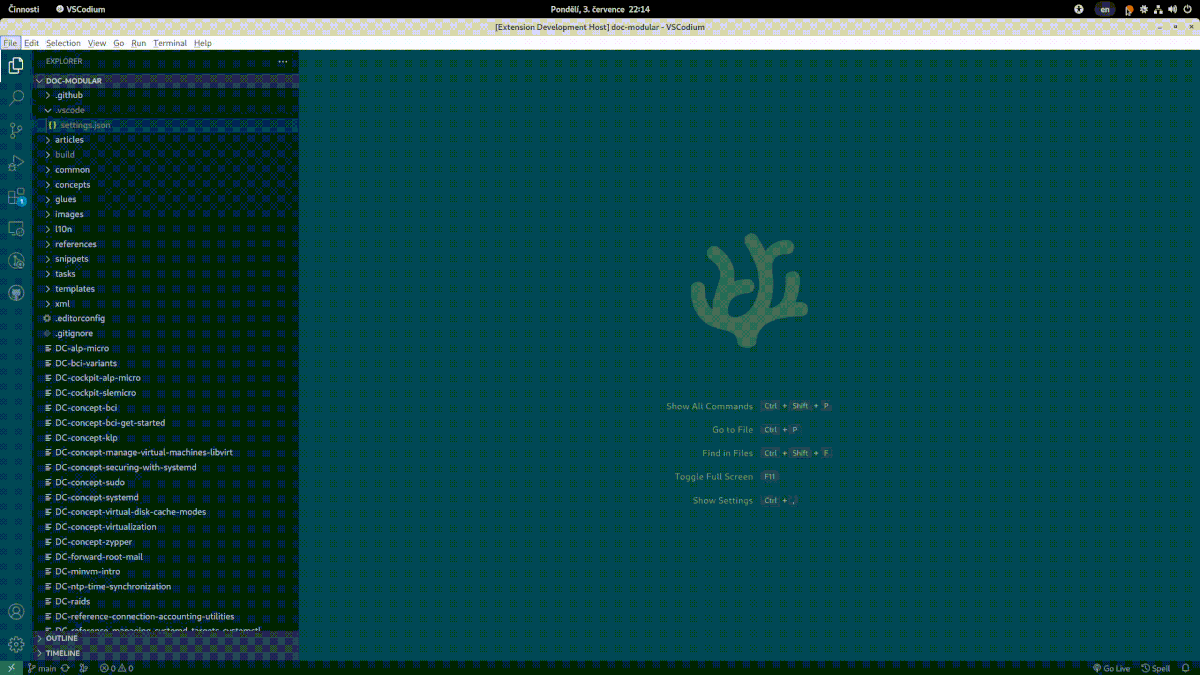 Činnosti
VSCodium
Pondělí, 3. července 22:14
en
[Extension Development Host] doc-modular - VSCodium
File Edit Selection View Go Run Terminal Help
EXPLORER
DOC-MODULAR
.github
.vscode
settings.json
articles
build
common
concepts
glues
images
l10n
references
snippets
tasks
templates
xml
.editorconfig
.gitignore
DC-alp-micro
DC-bci-variants
DC-cockpit-alp-micro
DC-cockpit-slemicro
DC-concept-bci
DC-concept-bci-get-started
DC-concept-klp
DC-concept-manage-virtual-machines-libvirt
DC-concept-securing-with-systemd
DC-concept-sudo
DC-concept-systemd
DC-concept-virtual-disk-cache-modes
DC-concept-virtualization
DC-concept-zypper
DC-forward-root-mail
DC-minvm-intro
DC-ntp-time-synchronization
DC-raids
DC-reference-connection-accounting-utilities
DC-reference-managing-systemd-targets-systemctl
OUTLINE
TIMELINE
1
Show All Commands Ctrl + Shift + P
Go to File Ctrl + P
Find in Files Ctrl + Shift + F
Toggle Full Screen F11
Show Settings Ctrl + ,
main
0 0
Go Live
Spell